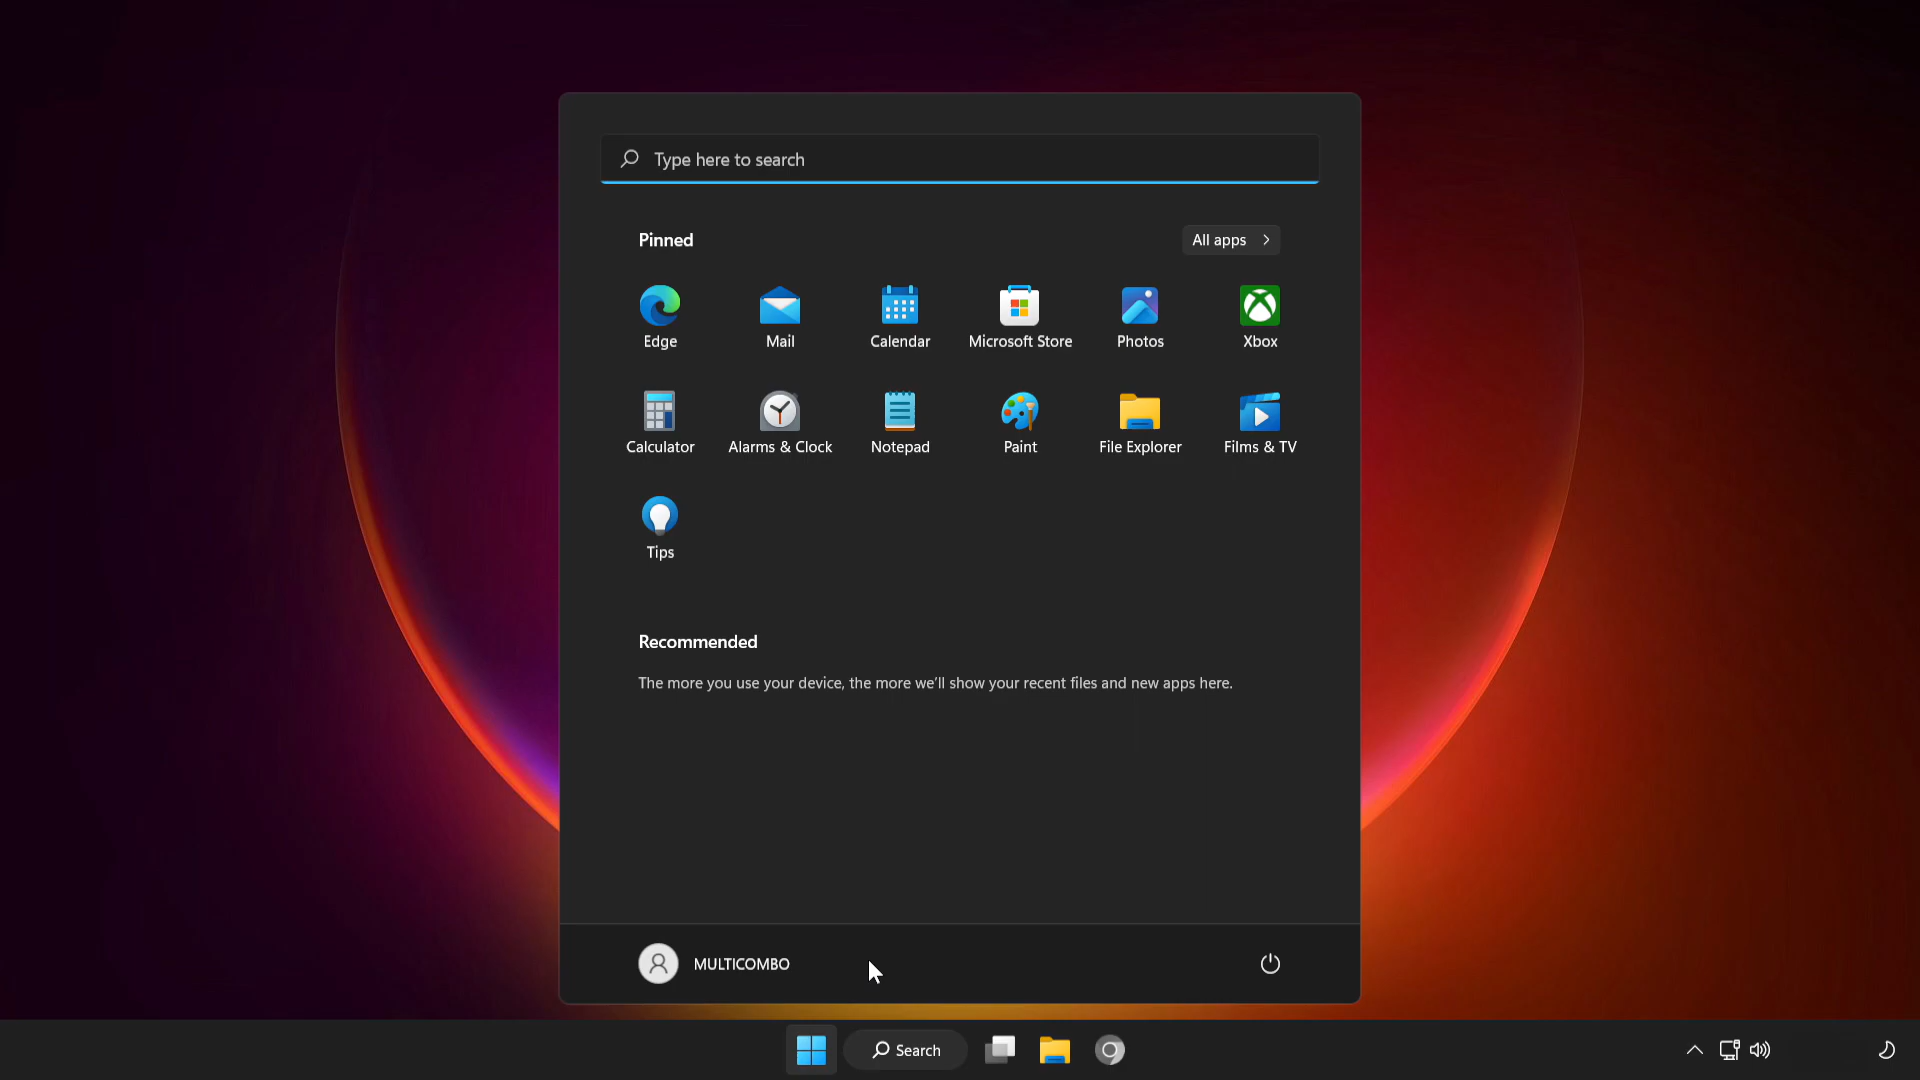 Type here to search
Pinned
All apps
Edge
Mail
Calendar
Microsoft Store
Photos
Xbox
Calculator
Alarms & Clock
Notepad
Paint
File Explorer
Films & TV
Tips
Recommended
The more you use your device, the more we'll show your recent files and new apps here.
MULTICOMBO
Search